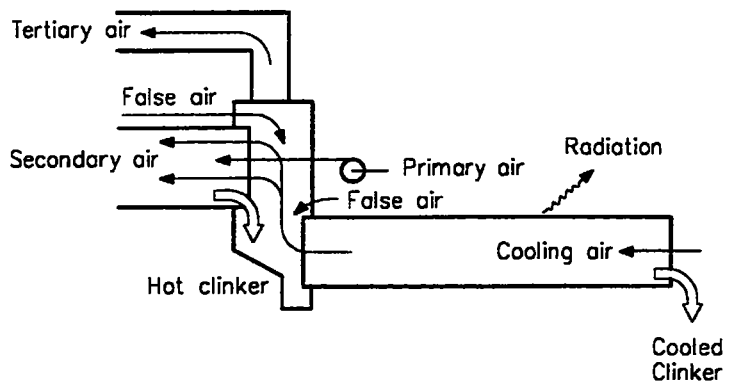 Tertiary air
False air
Secondary air
Primary air
Radiation
False air
Cooling air
Hot clinker
Cooled
Clinker